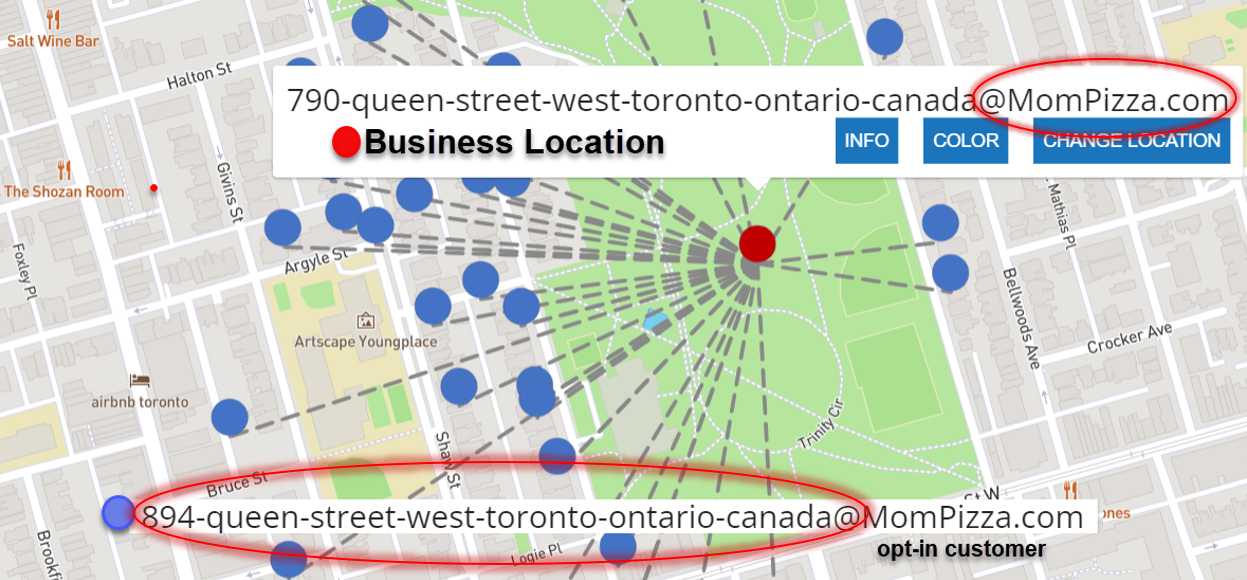 Salt Wine Bar
Halton St
790-queen-street-west-toronto-ontario-canada@MomPizza.com
Business Location
INFO
COLOR
CHANGE LOCATION
The Shozan Room
Givins St
Mathias Pl
Foxley Pl
Argyle St
Bellwoods Ave
Artscape Youngplace
Crocker Ave
airbnb toronto
Trinity Cir
Shaw St
Bruce St
St W
894-queen-street-west-toronto-ontario-canada@MomPizza.com
opt-in customer
Logie Pl